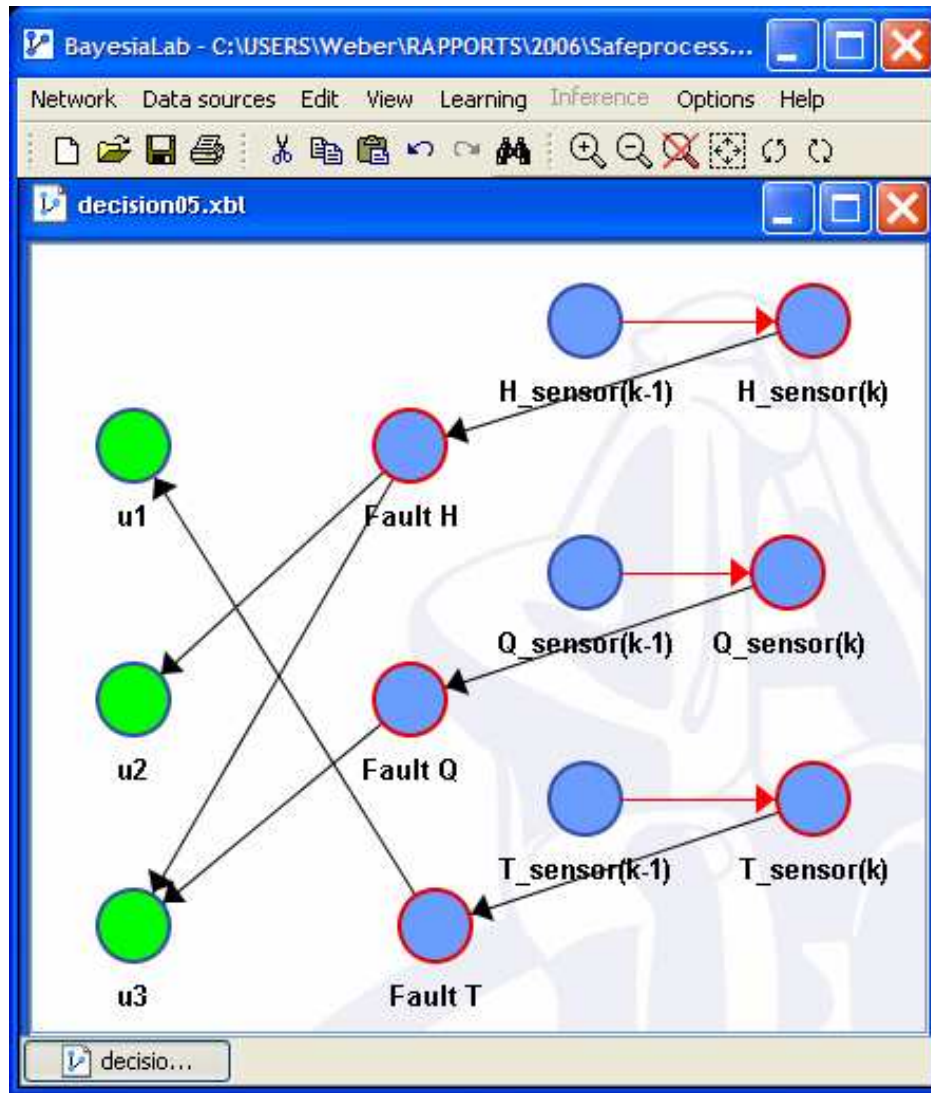 BayesiaLab - C:\USERS\Weber\RAPPORTS\2006\Safeprocess...
Network Data sources Edit View Learning Inference Options Help
decision05.xbl
H_sensor(k-1) H_sensor(k)
u1 Fault H
Q_sensor(k-1) Q_sensor(k)
u2 Fault Q
T_sensor(k-1) T_sensor(k)
u3 Fault T
decisio...